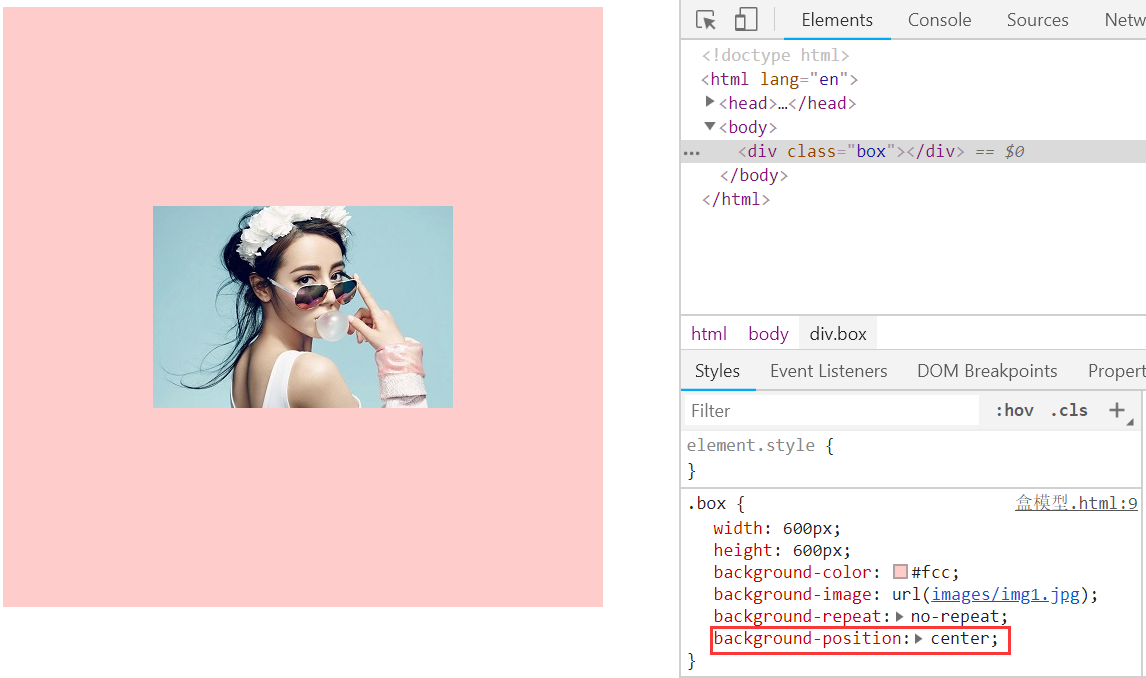 Elements Console Sources Netw
<!doctype html>
<html lang="en">
<head>…</head>
<body>
<div class="box"></div> == $0
</body>
</html>
html body div.box
Styles Event Listeners DOM Breakpoints Propert
Filter :hov .cls +
element.style {
}
.box { 盒模型.html:9
width: 600px;
height: 600px;
background-color: #fcc;
background-image: url(images/img1.jpg);
background-repeat: no-repeat;
background-position: center;
}